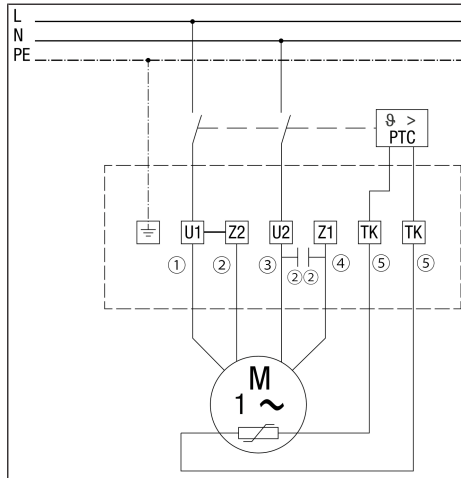 L
N
PE
ϑ >
PTC
U1 Z2 U2 Z1 TK TK
① ② ③ ②② ④ ⑤ ⑤
M
1 ~